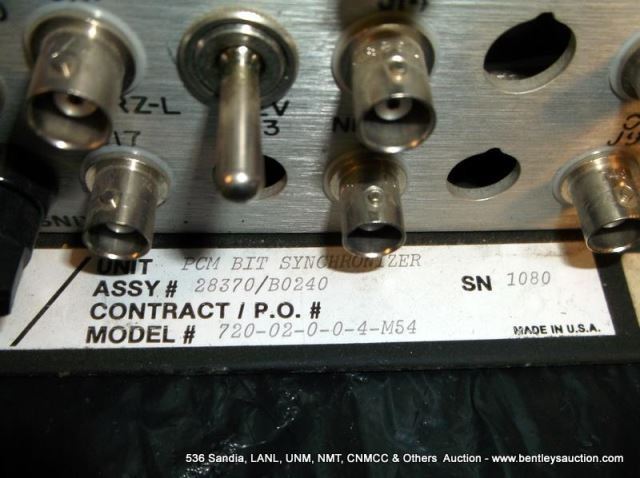 RZ-L
J17
UNIT PCM BIT SYNCHRONIZER
ASSY # 28370/B0240
SN 1080
CONTRACT / P.O. #
MODEL # 720-02-0-0-4-M54
MADE IN U.S.A.
536 Sandia, LANL, UNM, NMT, CNMCC & Others Auction - www.bentleysauction.com